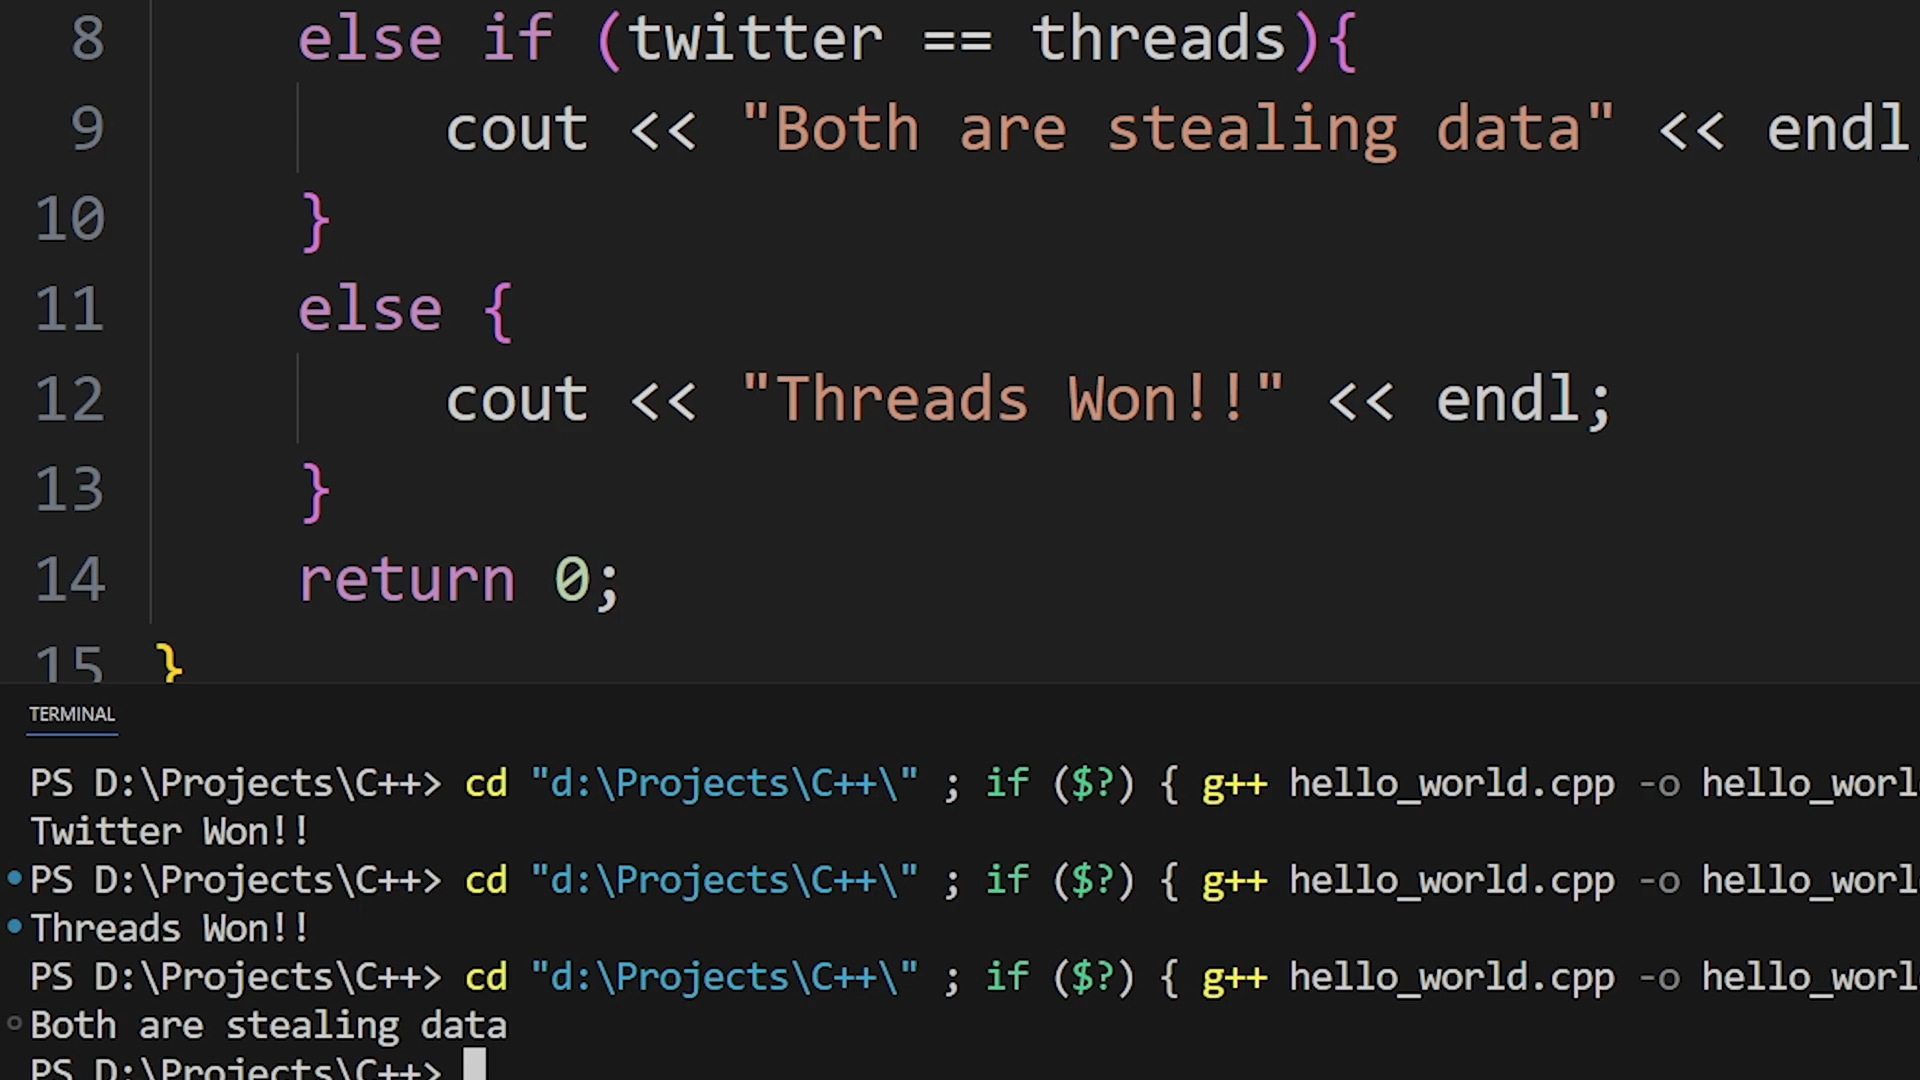 8 else if (twitter == threads){
9 cout << "Both are stealing data" << endl
10 }
11 else {
12 cout << "Threads Won!!" << endl;
13 }
14 return 0;
15 }
TERMINAL
PS D:\Projects\C++> cd "d:\Projects\C++\" ; if ($?) { g++ hello_world.cpp -o hello_worl
Twitter Won!!
PS D:\Projects\C++> cd "d:\Projects\C++\" ; if ($?) { g++ hello_world.cpp -o hello_worl
Threads Won!!
PS D:\Projects\C++> cd "d:\Projects\C++\" ; if ($?) { g++ hello_world.cpp -o hello_worl
Both are stealing data
PS D:\Projects\C++>